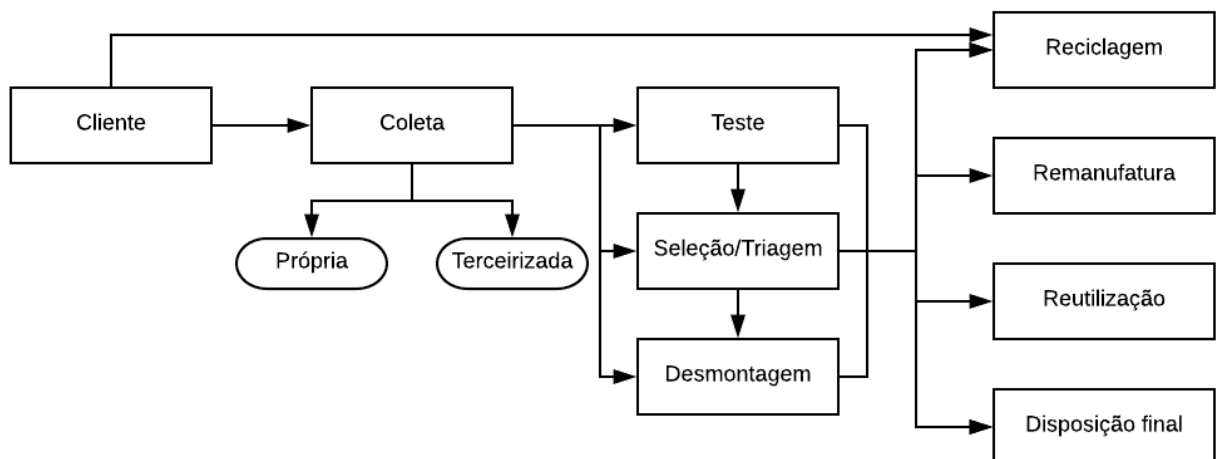 Reciclagem
Cliente
Coleta
Teste
Remanufatura
Seleção/Triagem
Própria
Terceirizada
Reutilização
Desmontagem
Disposição final